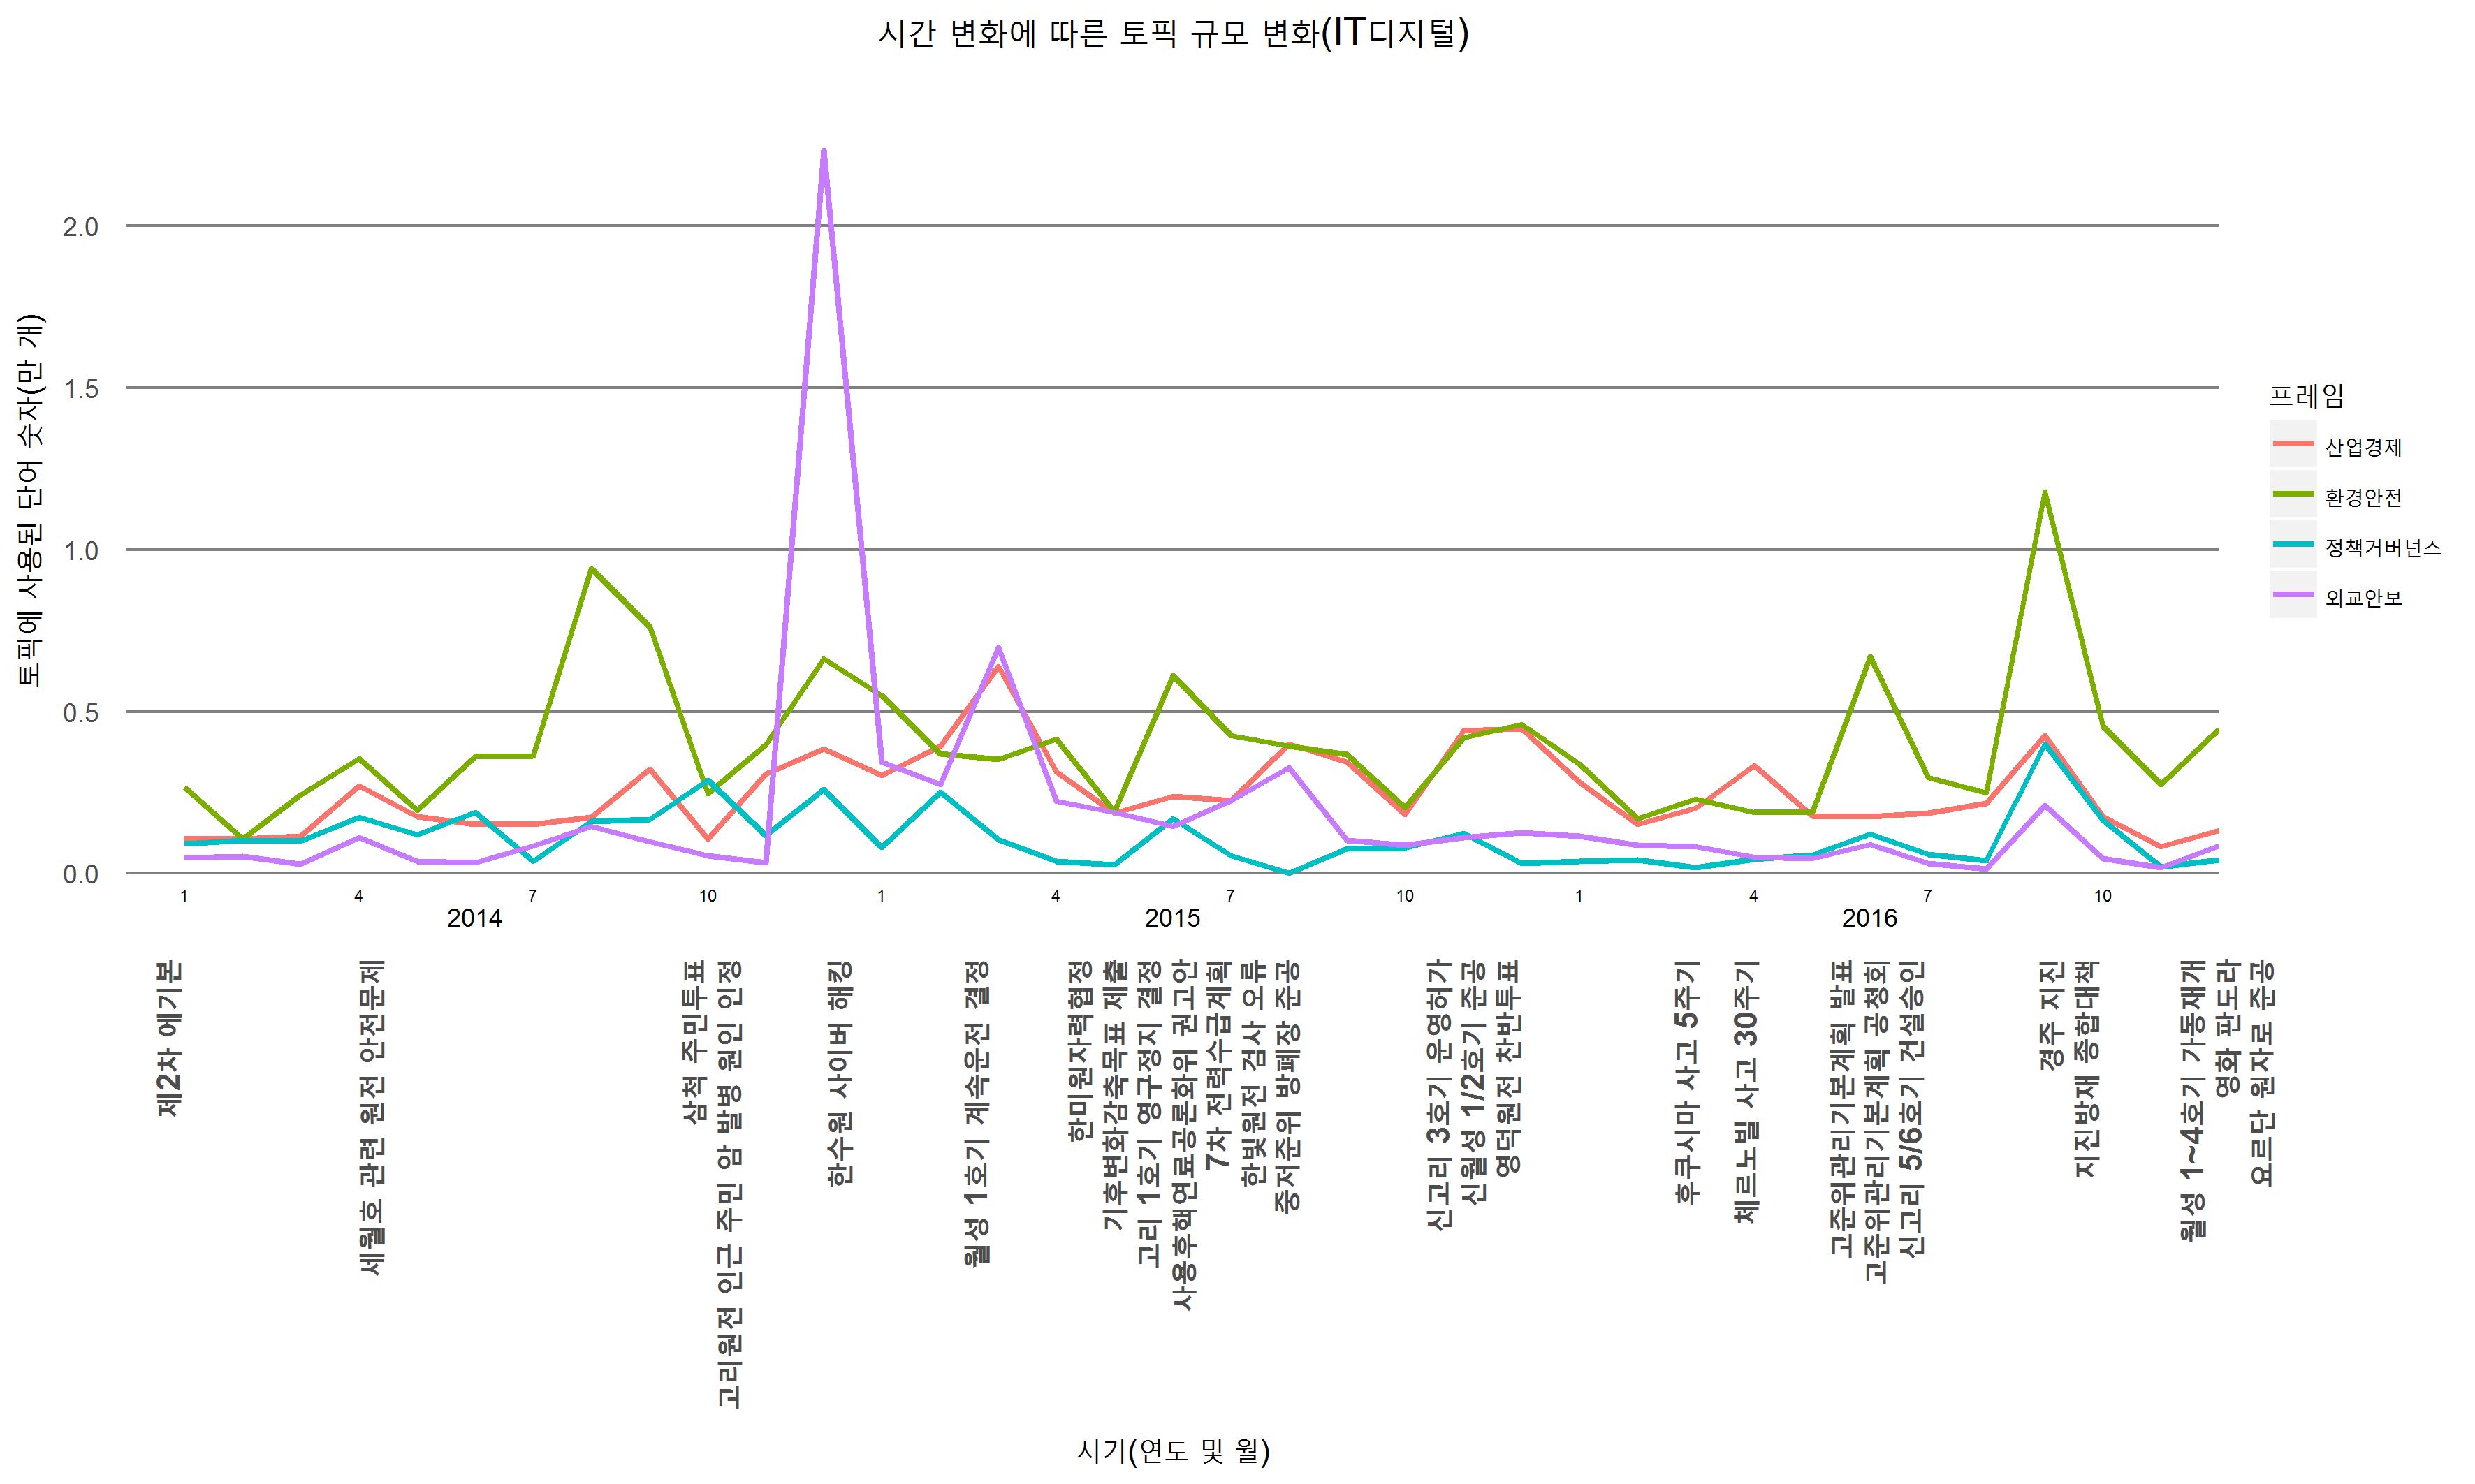 시간 변화에 따른 토픽 규모 변화(IT디지털)
토픽에 사용된 단어 숫자(만 개)
2.0
1.5
1.0
0.5
0.0
프레임
산업경제
환경안전
정책거버넌스
외교안보
1 4 7 10 1 4 7 10 1 4 7 10
2014 2015 2016
제2차 에기본
세월호 관련 원전 안전문제
삼척 주민투표
고리원전 인근 주민 암 발병 원인 인정
한수원 사이버 해킹
월성 1호기 계속운전 결정
한미원자력협정
기후변화감축목표 제출
고리 1호기 영구정지 결정
사용후핵연료공론화위 권고안
7차 전력수급계획
한빛원전 검사 오류
중저준위 방폐장 준공
신고리 3호기 운영허가
신월성 1/2호기 준공
영덕원전 찬반투표
후쿠시마 사고 5주기
체르노빌 사고 30주기
고준위관리기본계획 발표
고준위관리기본계획 공청회
신고리 5/6호기 건설승인
경주 지진
지진방재 종합대책
월성 1~4호기 가동재개
영화 판도라
요르단 원자로 준공
시기(연도 및 월)